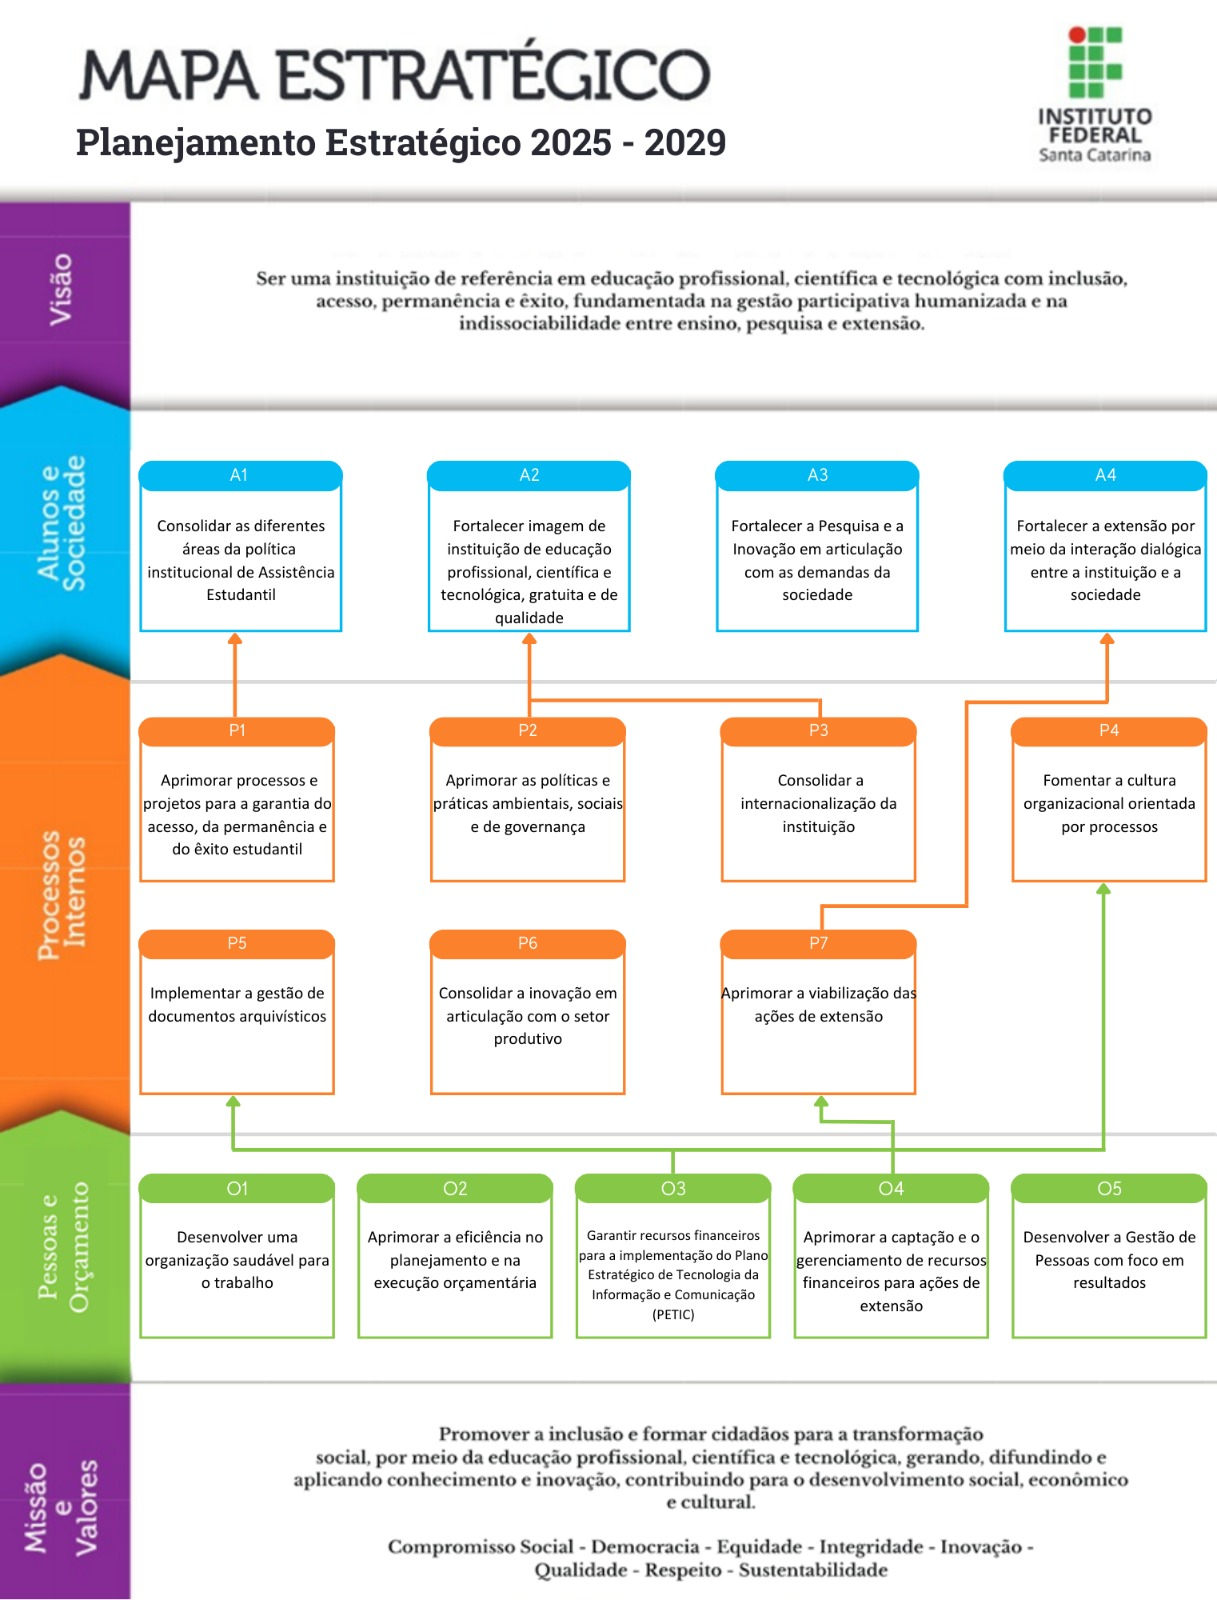 MAPA ESTRATÉGICO
Planejamento Estratégico 2025 - 2029
INSTITUTO
FEDERAL
Santa Catarina
Visão
Ser uma instituição de referência em educação profissional, científica e tecnológica com inclusão,
acesso, permanência e êxito, fundamentada na gestão participativa humanizada e na
indissociabilidade entre ensino, pesquisa e extensão.
Alunos e
Sociedade
A1
Consolidar as diferentes
áreas da política
institucional de Assistência
Estudantil
A2
Fortalecer imagem de
instituição de educação
profissional, científica e
tecnológica, gratuita e de
qualidade
A3
Fortalecer a Pesquisa e a
Inovação em articulação
com as demandas da
sociedade
A4
Fortalecer a extensão por
meio da interação dialógica
entre a instituição e a
sociedade
Processos
Internos
P1
Aprimorar processos e
projetos para a garantia do
acesso, da permanência e
do êxito estudantil
P2
Aprimorar as políticas e
práticas ambientais, sociais
e de governança
P3
Consolidar a
internacionalização da
instituição
P4
Fomentar a cultura
organizacional orientada
por processos
P5
Implementar a gestão de
documentos arquivísticos
P6
Consolidar a inovação em
articulação com o setor
produtivo
P7
Aprimorar a viabilização das
ações de extensão
Pessoas e
Orçamento
O1
Desenvolver uma
organização saudável para
o trabalho
O2
Aprimorar a eficiência no
planejamento e na
execução orçamentária
O3
Garantir recursos financeiros
para a implementação do Plano
Estratégico de Tecnologia da
Informação e Comunicação
(PETIC)
O4
Aprimorar a captação e o
gerenciamento de recursos
financeiros para ações de
extensão
O5
Desenvolver a Gestão de
Pessoas com foco em
resultados
Missão
e
Valores
Promover a inclusão e formar cidadãos para a transformação
social, por meio da educação profissional, científica e tecnológica, gerando, difundindo e
aplicando conhecimento e inovação, contribuindo para o desenvolvimento social, econômico
e cultural.
Compromisso Social - Democracia - Equidade - Integridade - Inovação -
Qualidade - Respeito - Sustentabilidade